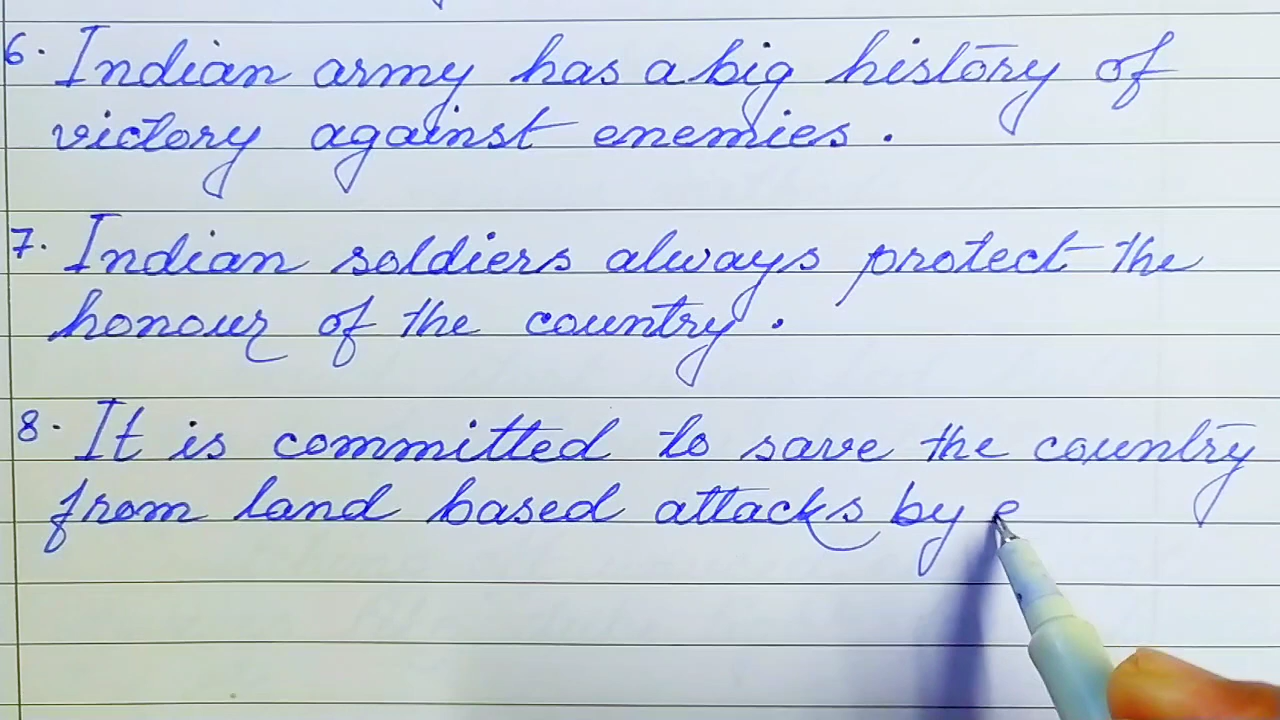 6. Indian army has a big history of
victory against enemies.
7. Indian soldiers always protect the
honour of the country.
8. It is committed to save the country
from land based attacks by e